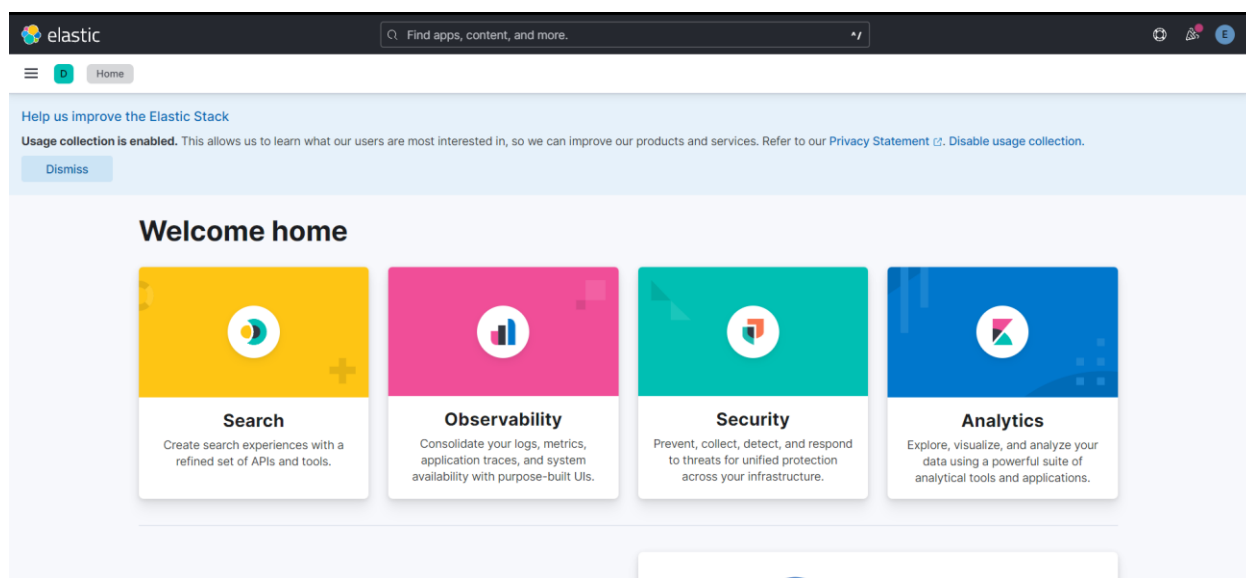 elastic
Find apps, content, and more.
^/
E
D
Home
Help us improve the Elastic Stack
Usage collection is enabled. This allows us to learn what our users are most interested in, so we can improve our products and services. Refer to our Privacy Statement. Disable usage collection.
Dismiss
Welcome home
Search
Create search experiences with a
refined set of APIs and tools.
Observability
Consolidate your logs, metrics,
application traces, and system
availability with purpose-built UIs.
Security
Prevent, collect, detect, and respond
to threats for unified protection
across your infrastructure.
Analytics
Explore, visualize, and analyze your
data using a powerful suite of
analytical tools and applications.